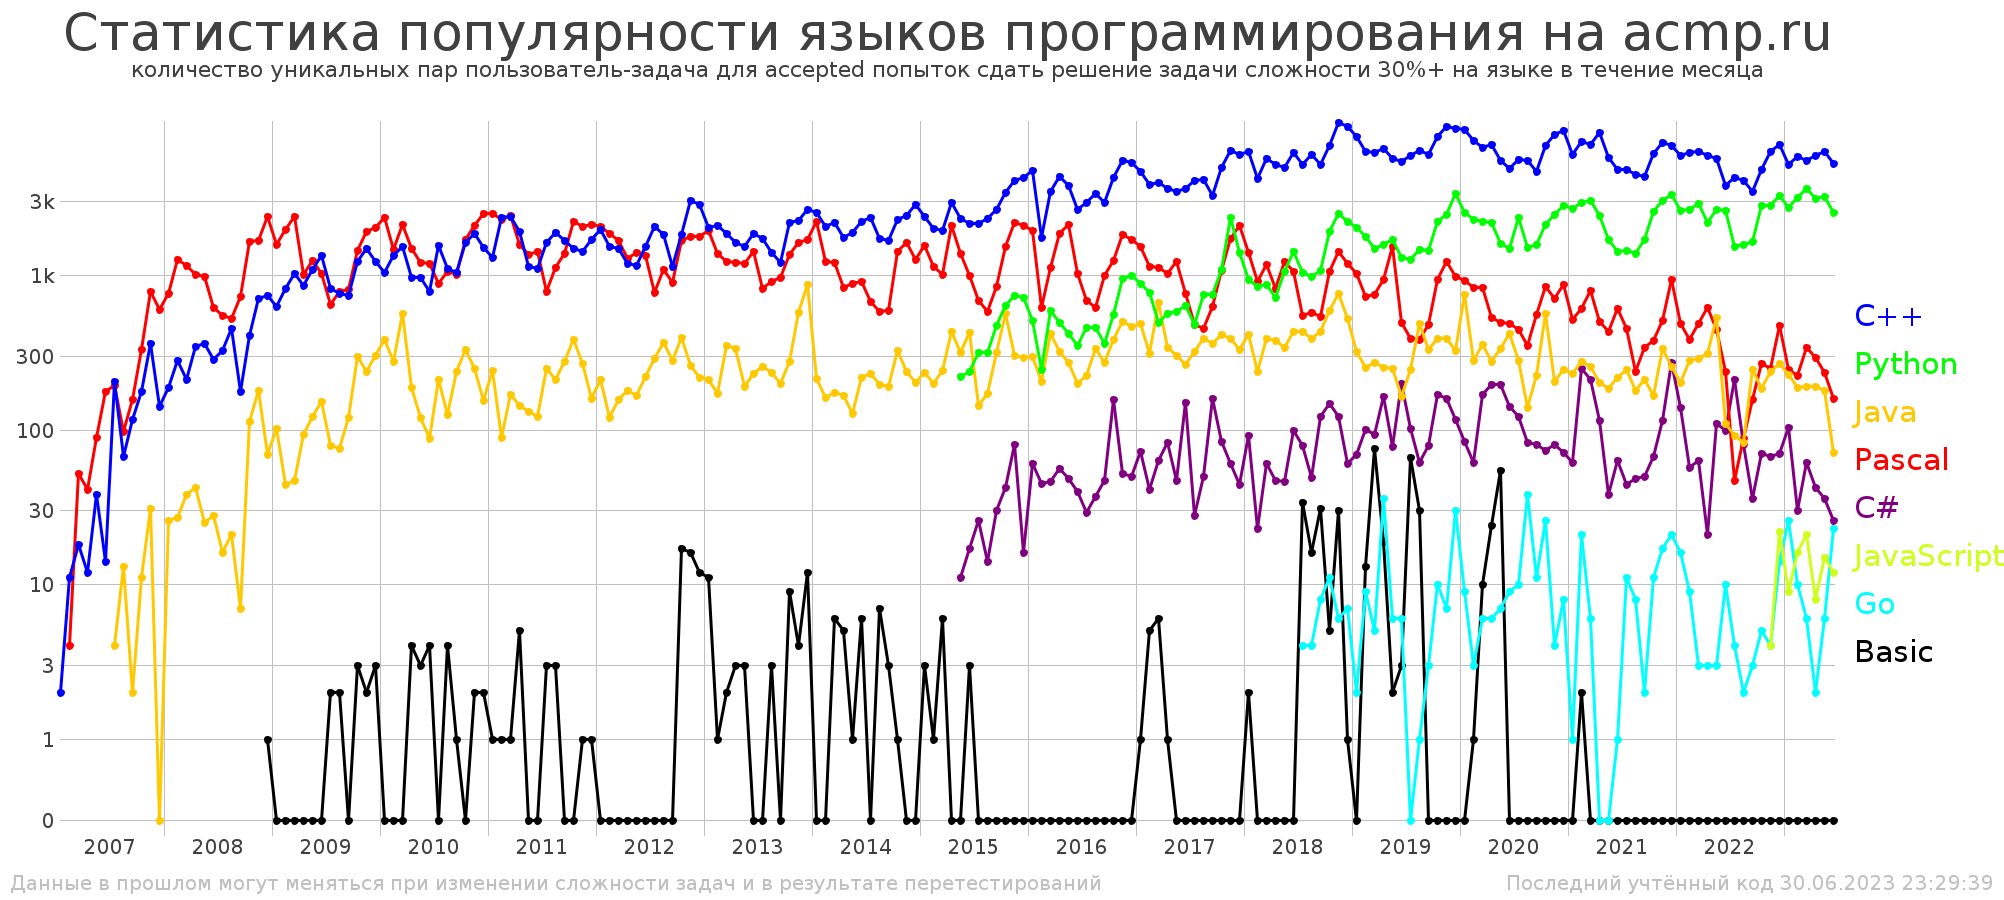 Статистика популярности языков программирования на acmp.ru
количество уникальных пар пользователь-задача для accepted попыток сдать решение задачи сложности 30%+ на языке в течение месяца
3k
1k
300
100
30
10
3
1
0
C++
Python
Java
Pascal
C#
JavaScript
Go
Basic
2007 2008 2009 2010 2011 2012 2013 2014 2015 2016 2017 2018 2019 2020 2021 2022
Данные в прошлом могут меняться при изменении сложности задач и в результате перетестирований
Последний учтённый код 30.06.2023 23:29:39